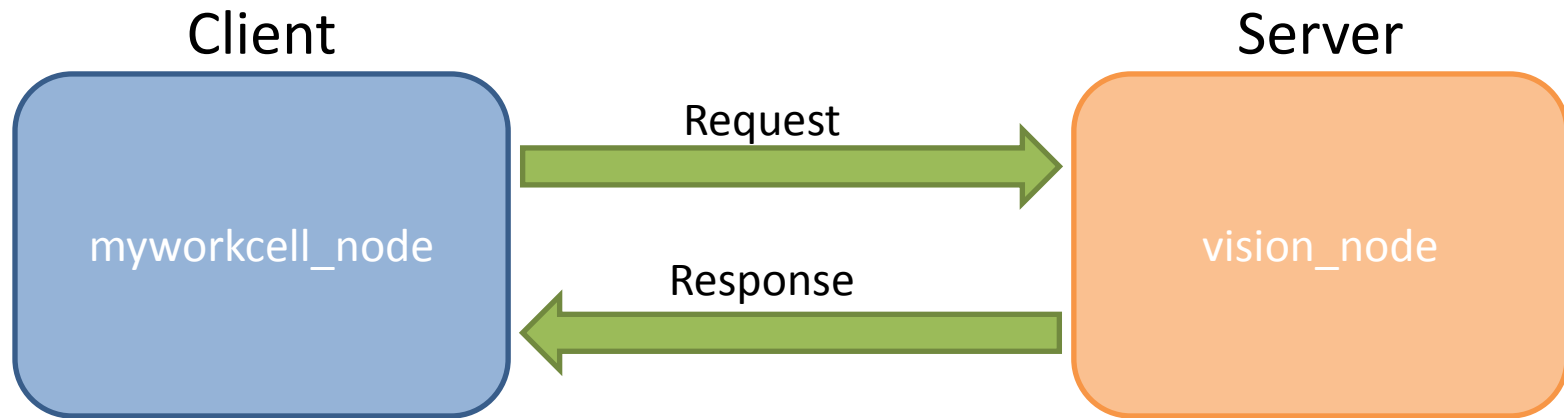 Client
Server
Request
myworkcell_node
vision_node
Response